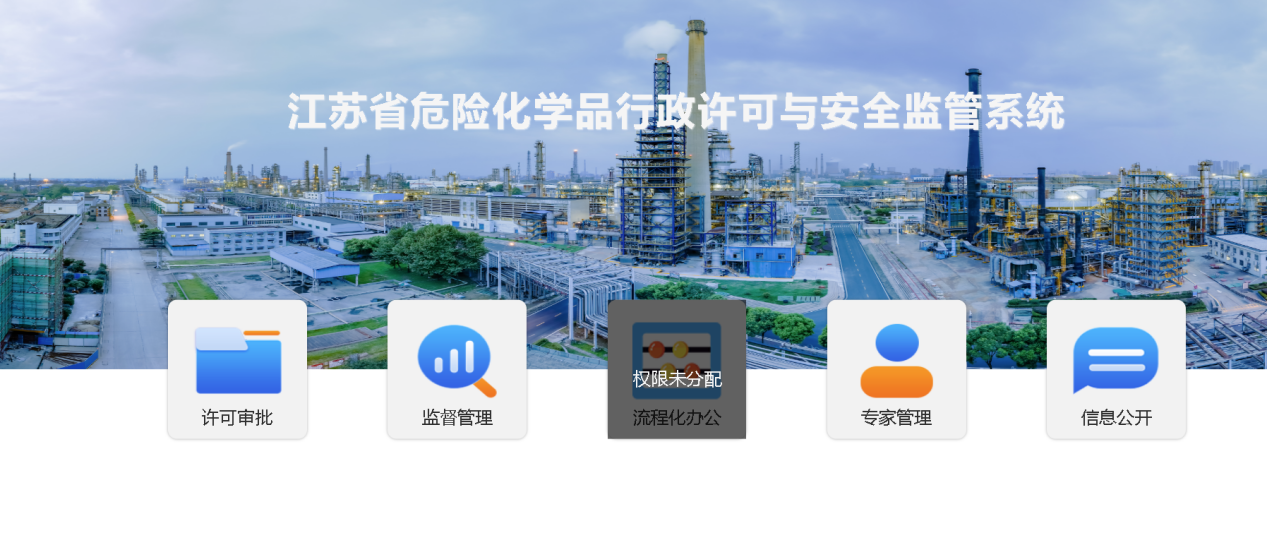 江苏省危险化学品行政许可与安全监管系统
许可审批
监督管理
权限未分配
流程化办公
专家管理
信息公开